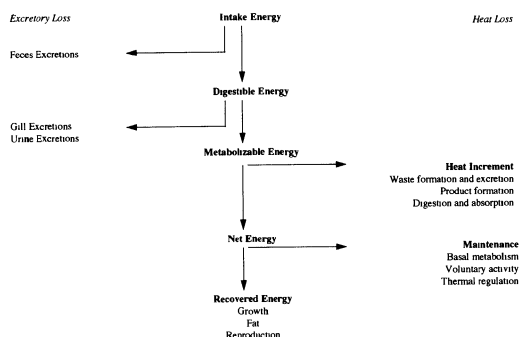 Excretory Loss
Intake Energy
Heat Loss
Feces Excretions
Digestible Energy
Gill Excretions
Urine Excretions
Metabolizable Energy
Heat Increment
Waste formation and excretion
Product formation
Digestion and absorption
Net Energy
Maintenance
Basal metabolism
Voluntary activity
Thermal regulation
Recovered Energy
Growth
Fat
Reproduction